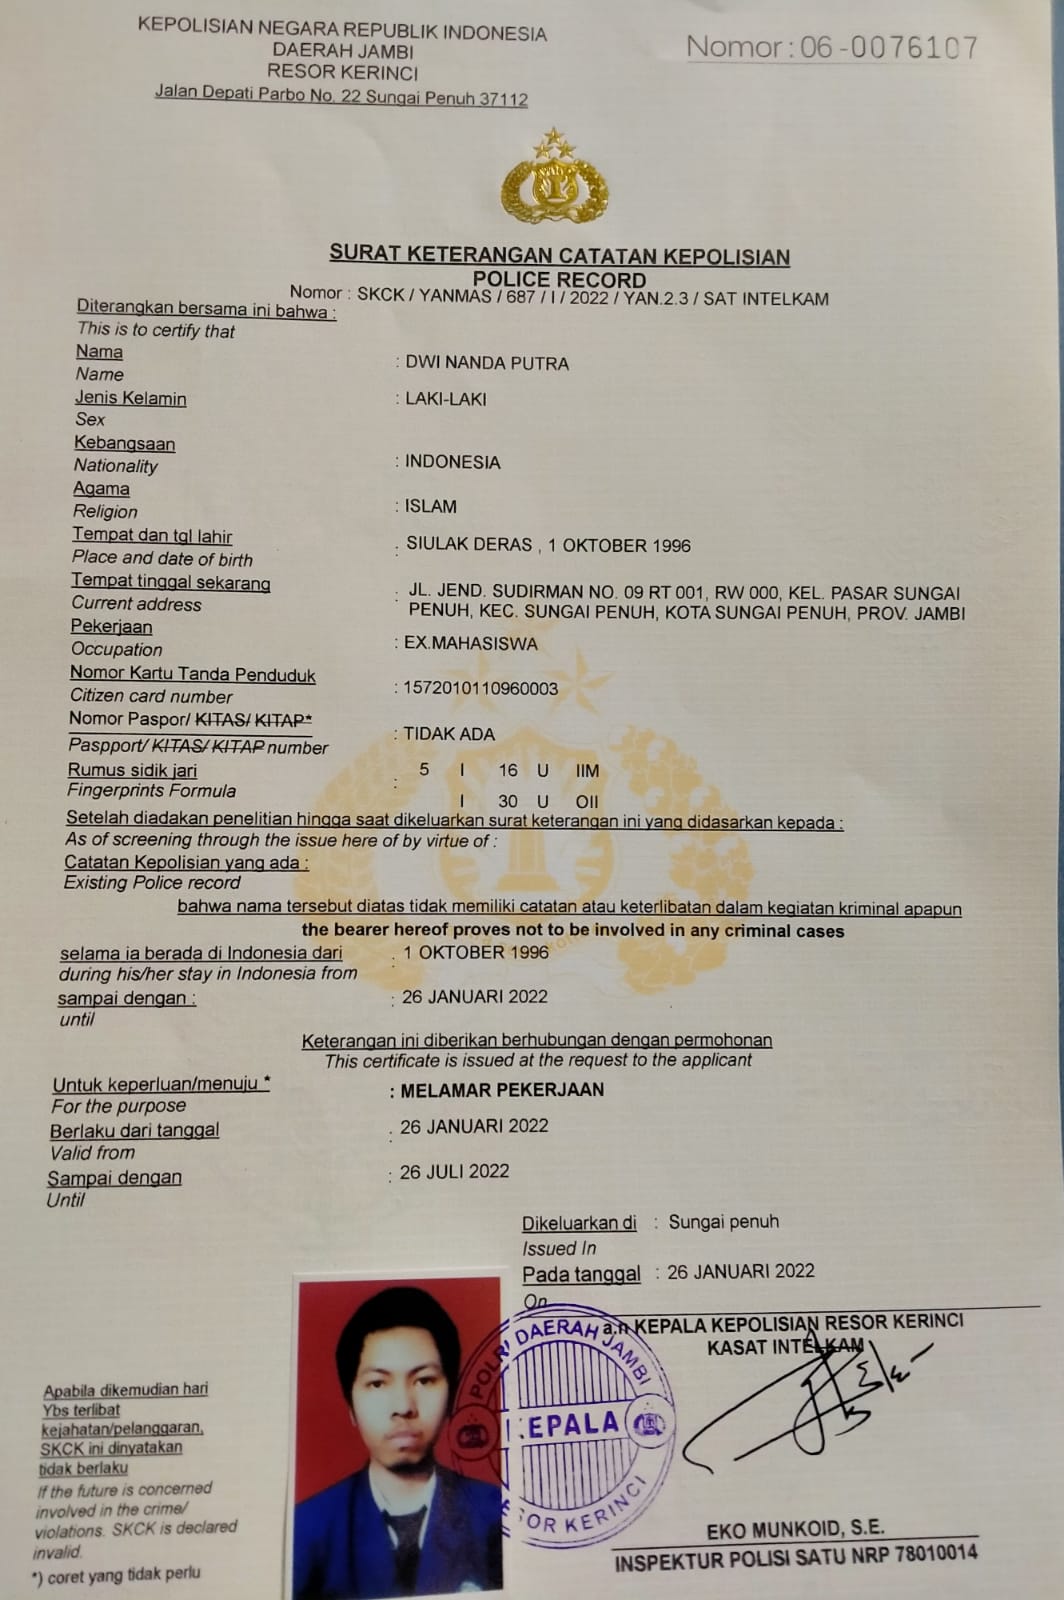 KEPOLISIAN NEGARA REPUBLIK INDONESIA
DAERAH JAMBI
RESOR KERINCI
Jalan Depati Parbo No. 22 Sungai Penuh 37112
Nomor : 06 -0076107
SURAT KETERANGAN CATATAN KEPOLISIAN
POLICE RECORD
Nomor : SKCK / YANMAS / 687 / I / 2022 / YAN.2.3 / SAT INTELKAM
Diterangkan bersama ini bahwa :
This is to certify that
Nama
Name
: DWI NANDA PUTRA
Jenis Kelamin
Sex
: LAKI-LAKI
Kebangsaan
Nationality
: INDONESIA
Agama
Religion
: ISLAM
Tempat dan tgl lahir
Place and date of birth
: SIULAK DERAS , 1 OKTOBER 1996
Tempat tinggal sekarang
Current address
: JL. JEND. SUDIRMAN NO. 09 RT 001, RW 000, KEL. PASAR SUNGAI
PENUH, KEC. SUNGAI PENUH, KOTA SUNGAI PENUH, PROV. JAMBI
Pekerjaan
Occupation
: EX.MAHASISWA
Nomor Kartu Tanda Penduduk
Citizen card number
: 1572010110960003
Nomor Paspor/ KITAS/ KITAP*
Paspport/ KITAS/ KITAP number
: TIDAK ADA
Rumus sidik jari
Fingerprints Formula
: 5 I 16 U IIM
I 30 U OII
Setelah diadakan penelitian hingga saat dikeluarkan surat keterangan ini yang didasarkan kepada :
As of screening through the issue here of by virtue of :
Catatan Kepolisian yang ada :
Existing Police record
bahwa nama tersebut diatas tidak memiliki catatan atau keterlibatan dalam kegiatan kriminal apapun
the bearer hereof proves not to be involved in any criminal cases
selama ia berada di Indonesia dari
during his/her stay in Indonesia from
: 1 OKTOBER 1996
sampai dengan :
until
: 26 JANUARI 2022
Keterangan ini diberikan berhubungan dengan permohonan
This certificate is issued at the request to the applicant
Untuk keperluan/menuju *
For the purpose
: MELAMAR PEKERJAAN
Berlaku dari tanggal
Valid from
: 26 JANUARI 2022
Sampai dengan
Until
: 26 JULI 2022
Dikeluarkan di : Sungai penuh
Issued In
Pada tanggal : 26 JANUARI 2022
On
a.n KEPALA KEPOLISIAN RESOR KERINCI
KASAT INTELKAM
POLRI DAERAH JAMBI
KEPALA
RESOR KERINCI
EKO MUNKOID, S.E.
INSPEKTUR POLISI SATU NRP 78010014
Apabila dikemudian hari
Ybs terlibat
kejahatan/pelanggaran,
SKCK ini dinyatakan
tidak berlaku
If the future is concerned
involved in the crime/
violations. SKCK is declared
invalid.
*) coret yang tidak perlu